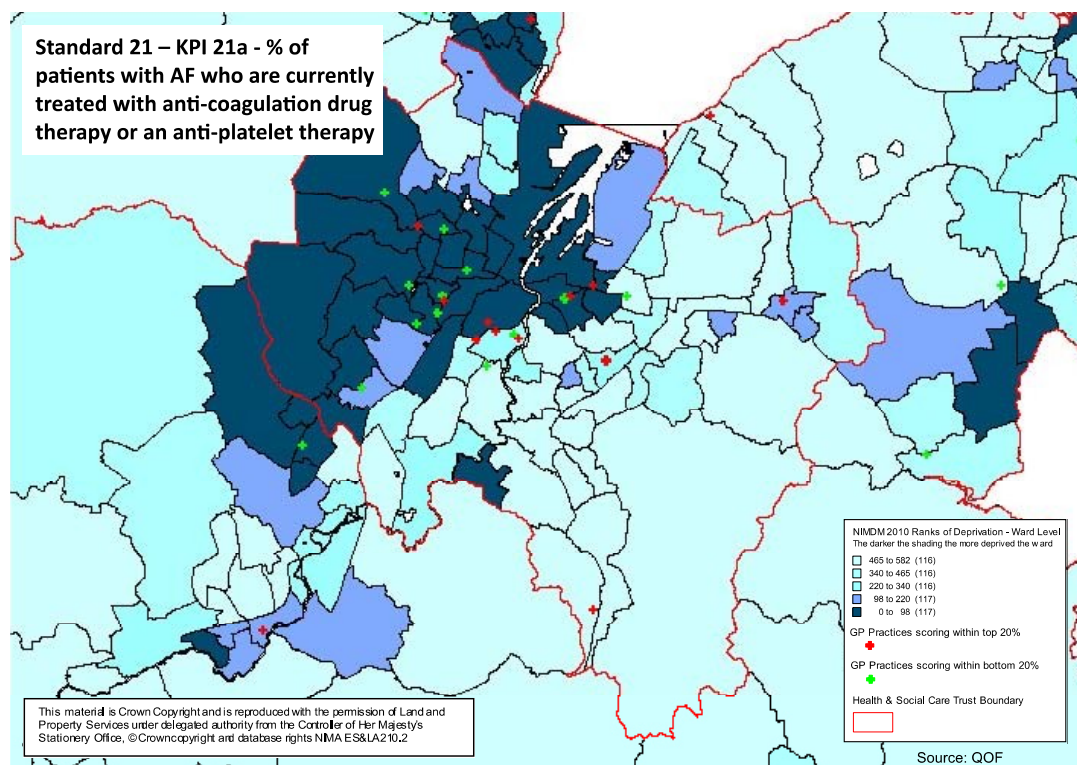 Standard 21 – KPI 21a - % of
patients with AF who are currently
treated with anti-coagulation drug
therapy or an anti-platelet therapy
NIMDM 2010 Ranks of Deprivation - Ward Level
The darker the shading the more deprived the ward
465 to 582 (116)
340 to 465 (116)
220 to 340 (116)
98 to 220 (117)
0 to 98 (117)
GP Practices scoring within top 20%
GP Practices scoring within bottom 20%
Health & Social Care Trust Boundary
This material is Crown Copyright and is reproduced with the permission of Land and
Property Services under delegated authority from the Controller of Her Majesty's
Stationery Office, © Crown copyright and database rights NIMA ES&LA210.2
Source: QOF